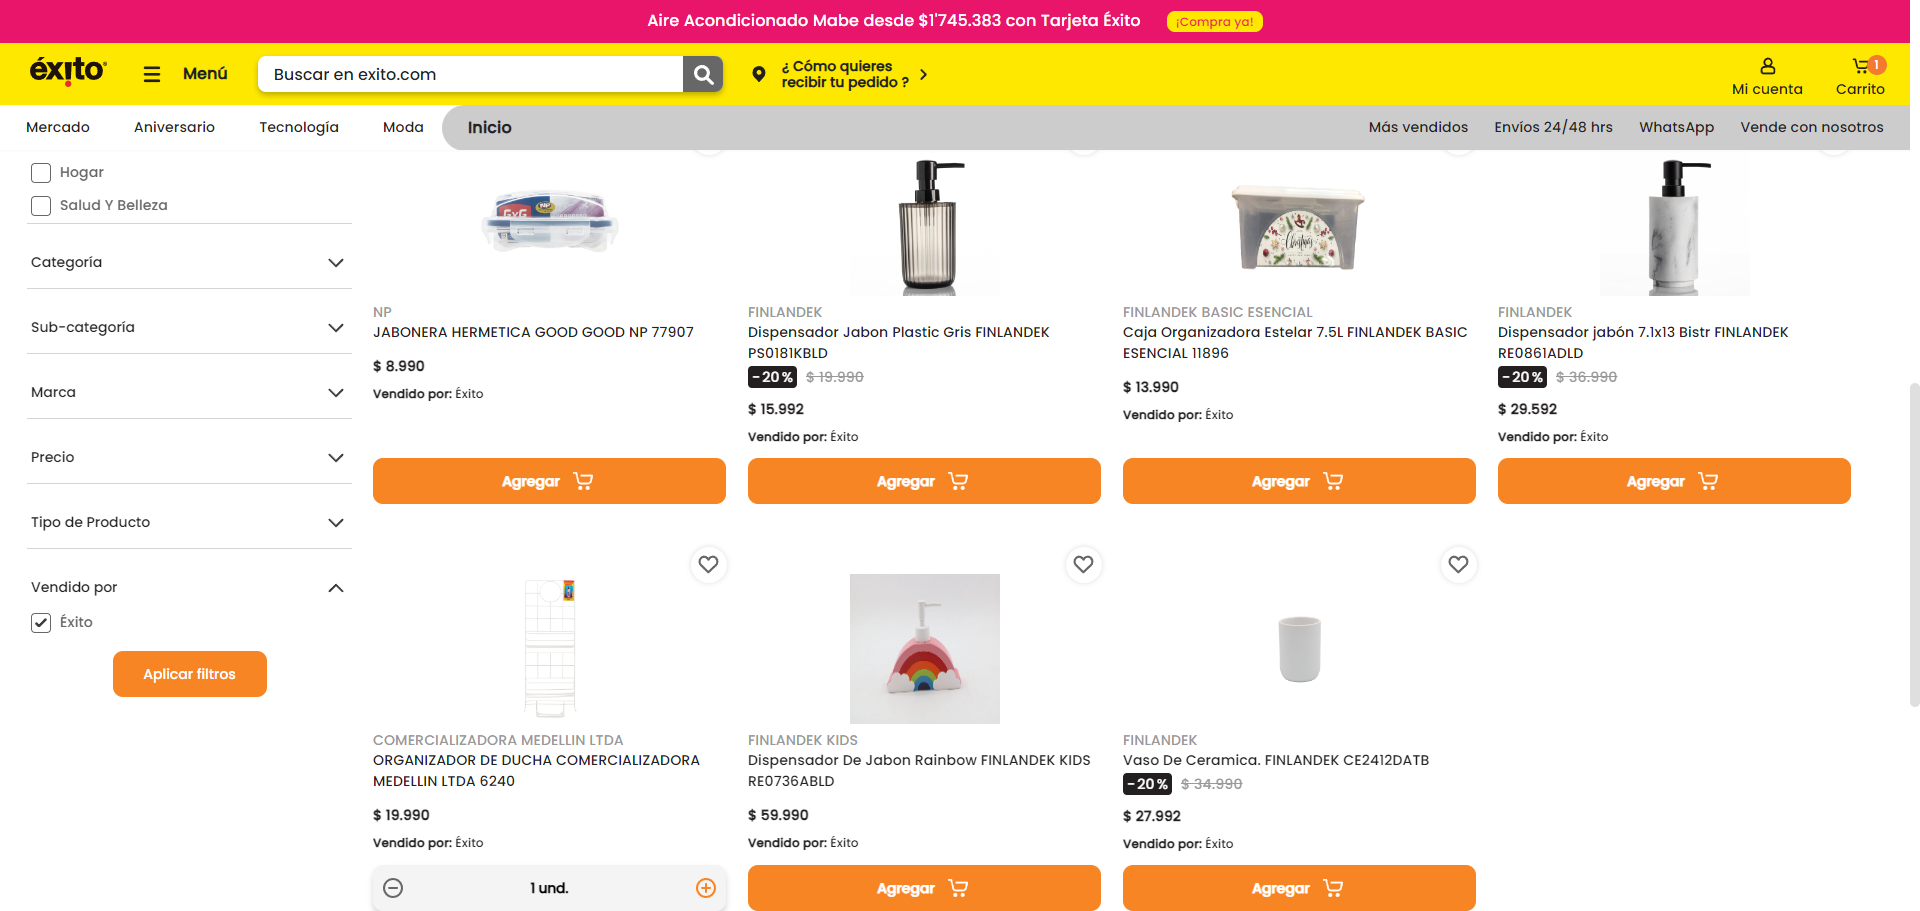 Aire Acondicionado Mabe desde $1'745.383 con Tarjeta Éxito
¡Compra ya!
éxito
Menú
Buscar en exito.com
¿ Cómo quieres
recibir tu pedido ?
Mi cuenta
1
Carrito
Mercado
Aniversario
Tecnología
Moda
Inicio
Más vendidos
Envíos 24/48 hrs
WhatsApp
Vende con nosotros
Hogar
Salud Y Belleza
Categoría
Sub-categoría
Marca
Precio
Tipo de Producto
Vendido por
Éxito
Aplicar filtros
GxG
NP
NP
JABONERA HERMETICA GOOD GOOD NP 77907
$ 8.990
Vendido por: Éxito
Agregar
FINLANDEK
Dispensador Jabon Plastic Gris FINLANDEK
PS0181KBLD
-20% $ 19.990
$ 15.992
Vendido por: Éxito
Agregar
Christmas
FINLANDEK BASIC ESENCIAL
Caja Organizadora Estelar 7.5L FINLANDEK BASIC
ESENCIAL 11896
$ 13.990
Vendido por: Éxito
Agregar
FINLANDEK
Dispensador jabón 7.1x13 Bistr FINLANDEK
RE0861ADLD
-20% $ 36.990
$ 29.592
Vendido por: Éxito
Agregar
COMERCIALIZADORA MEDELLIN LTDA
ORGANIZADOR DE DUCHA COMERCIALIZADORA
MEDELLIN LTDA 6240
$ 19.990
Vendido por: Éxito
1 und.
FINLANDEK KIDS
Dispensador De Jabon Rainbow FINLANDEK KIDS
RE0736ABLD
$ 59.990
Vendido por: Éxito
Agregar
FINLANDEK
Vaso De Ceramica. FINLANDEK CE2412DATB
-20% $ 34.990
$ 27.992
Vendido por: Éxito
Agregar